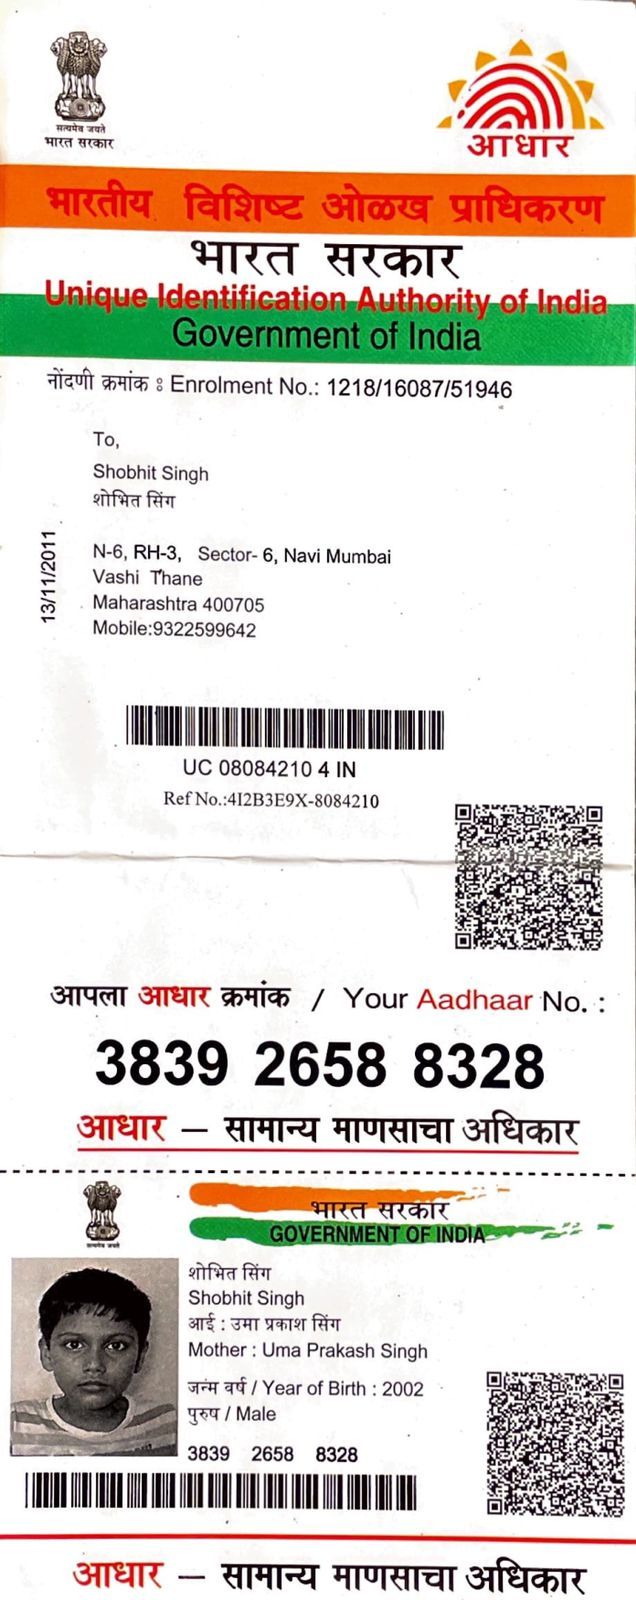 सत्यमेव जयते
भारत सरकार
आधार
भारतीय विशिष्ट ओळख प्राधिकरण
भारत सरकार
Unique Identification Authority of India
Government of India
नोंदणी क्रमांक : Enrolment No.: 1218/16087/51946
To,
Shobhit Singh
शोभित सिंग
N-6, RH-3, Sector- 6, Navi Mumbai
Vashi Thane
Maharashtra 400705
Mobile:9322599642
13/11/2011
UC 08084210 4 IN
Ref No.:4I2B3E9X-8084210
आपला आधार क्रमांक / Your Aadhaar No. :
3839 2658 8328
आधार — सामान्य माणसाचा अधिकार
सत्यमेव जयते
भारत सरकार
GOVERNMENT OF INDIA
शोभित सिंग
Shobhit Singh
आई : उमा प्रकाश सिंग
Mother : Uma Prakash Singh
जन्म वर्ष / Year of Birth : 2002
पुरुष / Male
3839 2658 8328
आधार — सामान्य माणसाचा अधिकार